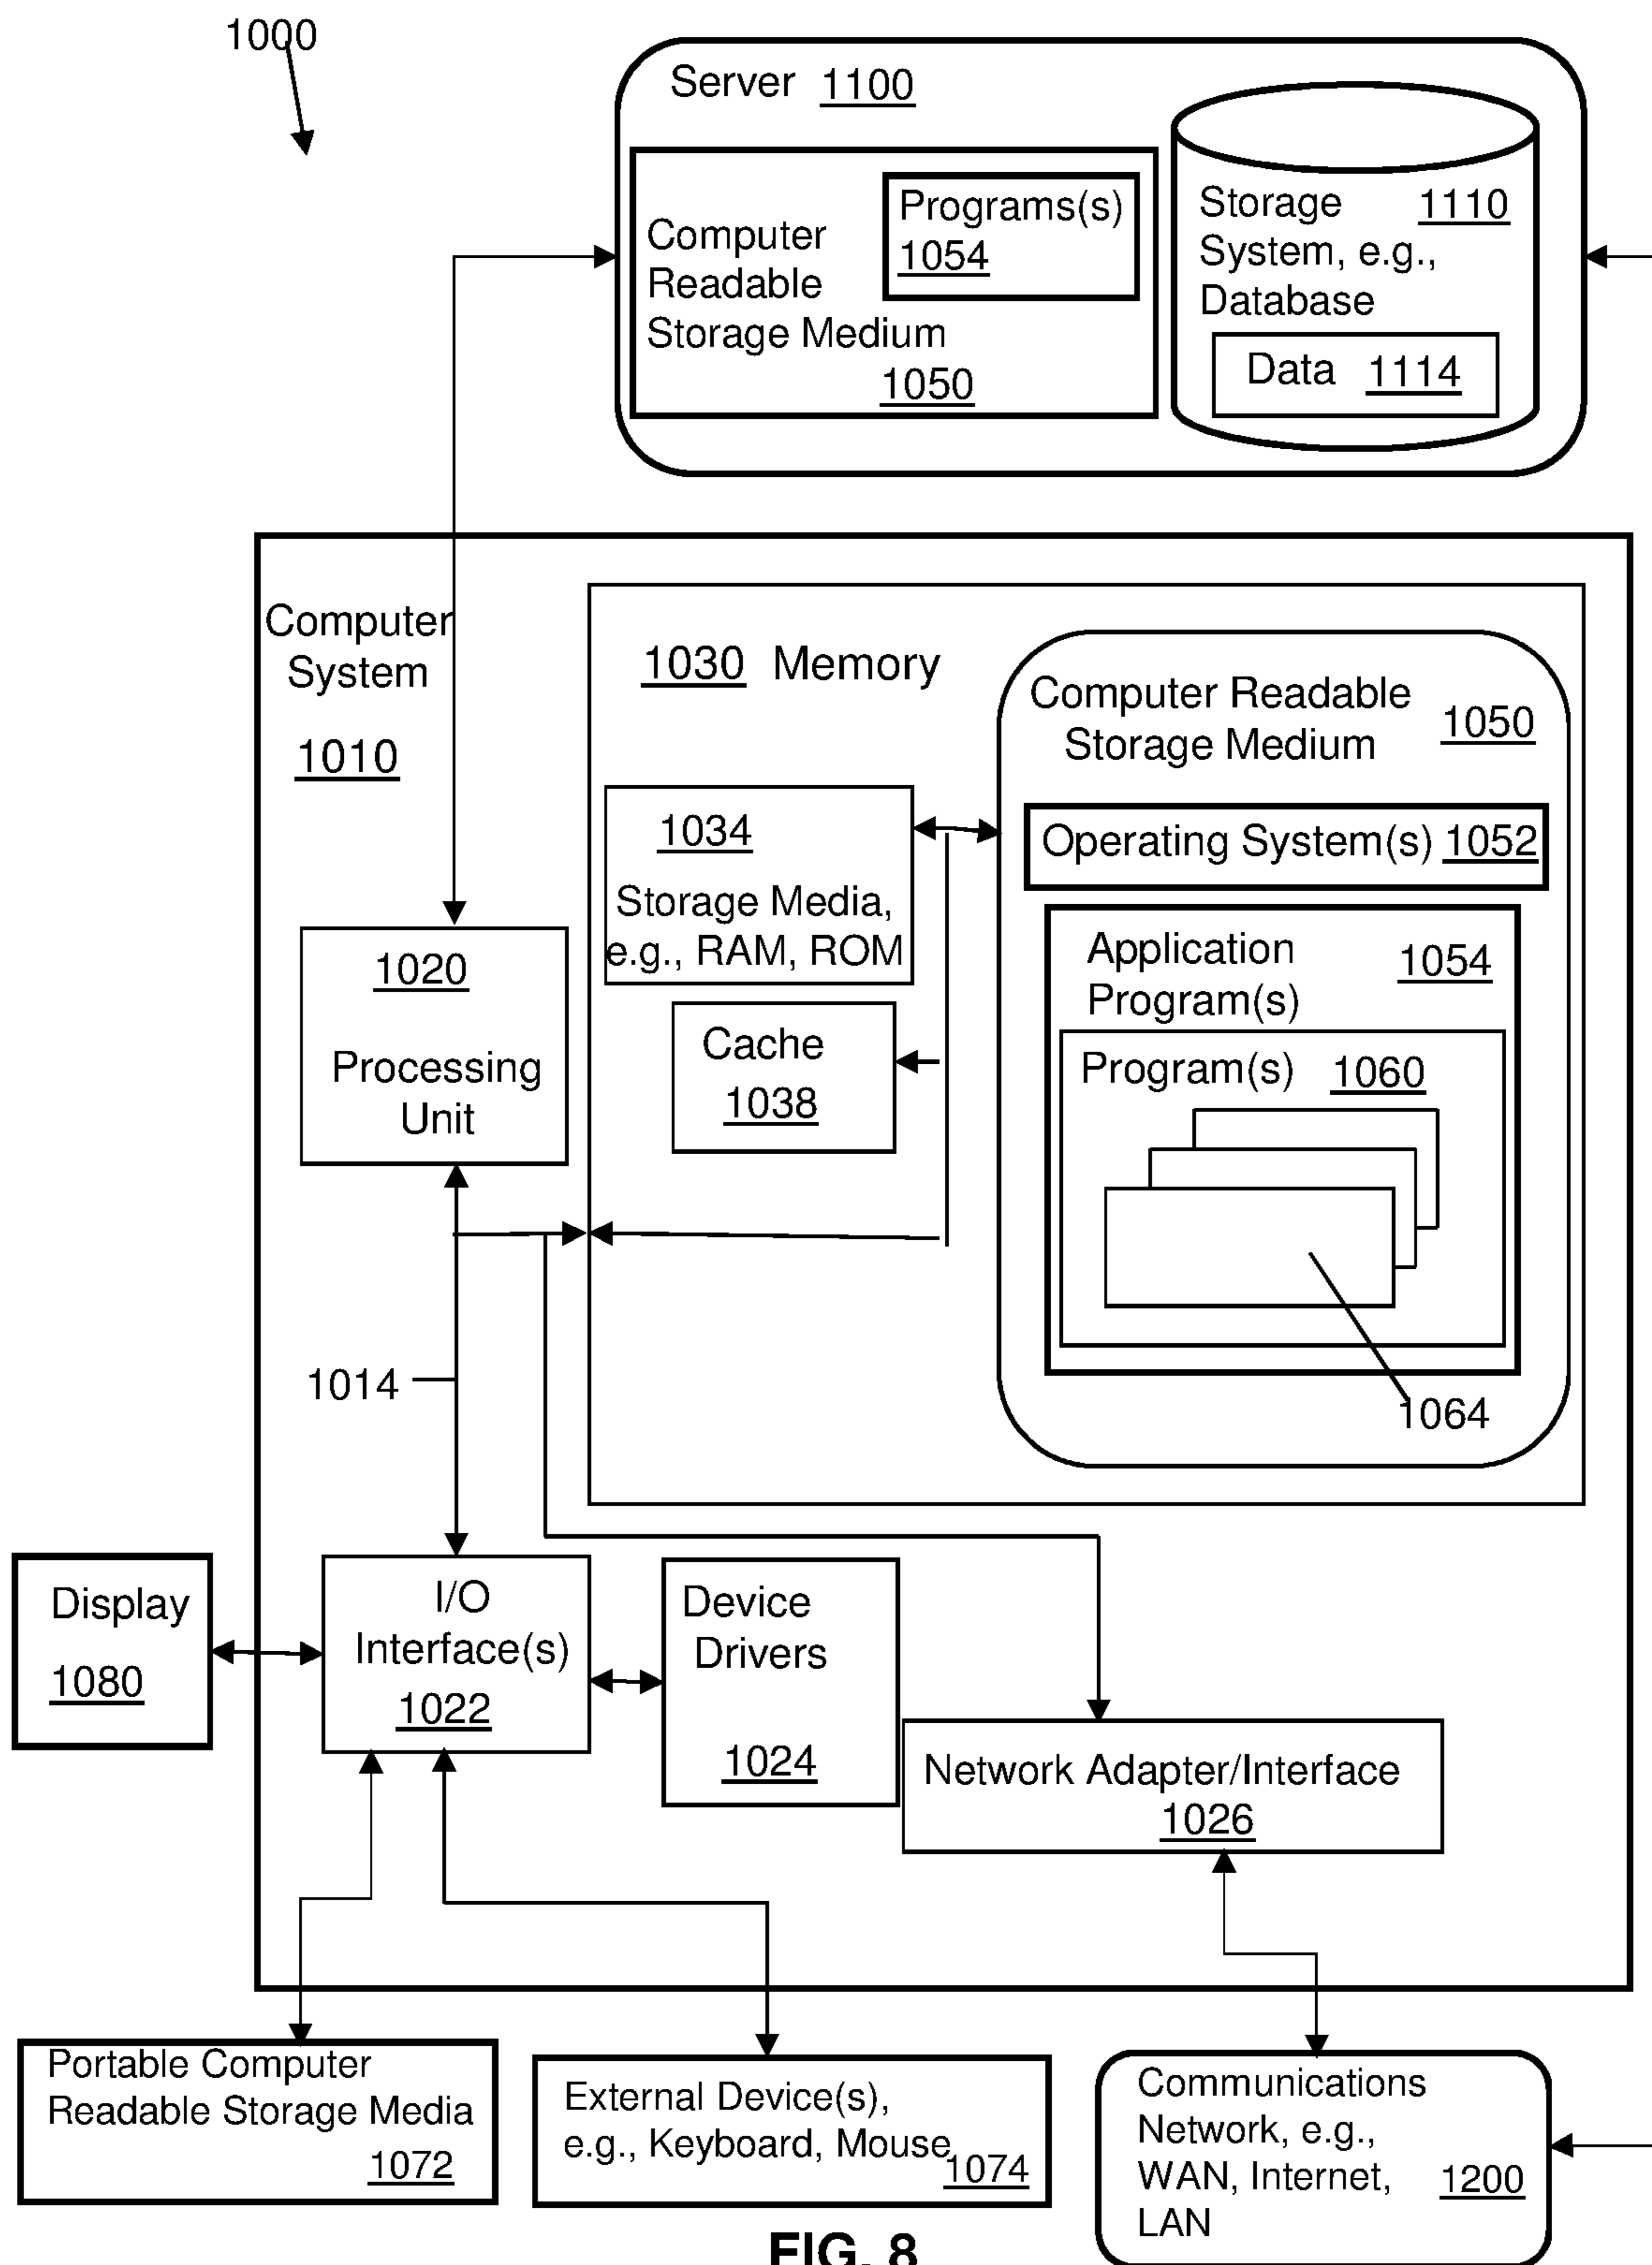 1000
Server 1100
Programs(s)
1054
Computer
Readable
Storage Medium
1050
Storage 1110
System, e.g.,
Database
Data 1114
Computer
System
1010
1030 Memory
Computer Readable
Storage Medium
1050
1034
Storage Media,
e.g., RAM, ROM
Operating System(s) 1052
Application
Program(s)
1054
Cache
1038
Program(s) 1060
1020
Processing
Unit
1014
1064
Display
1080
I/O
Interface(s)
1022
Device
Drivers
1024
Network Adapter/Interface
1026
Portable Computer
Readable Storage Media
1072
External Device(s),
e.g., Keyboard, Mouse
1074
Communications
Network, e.g.,
WAN, Internet,
LAN
1200
FIG. 8